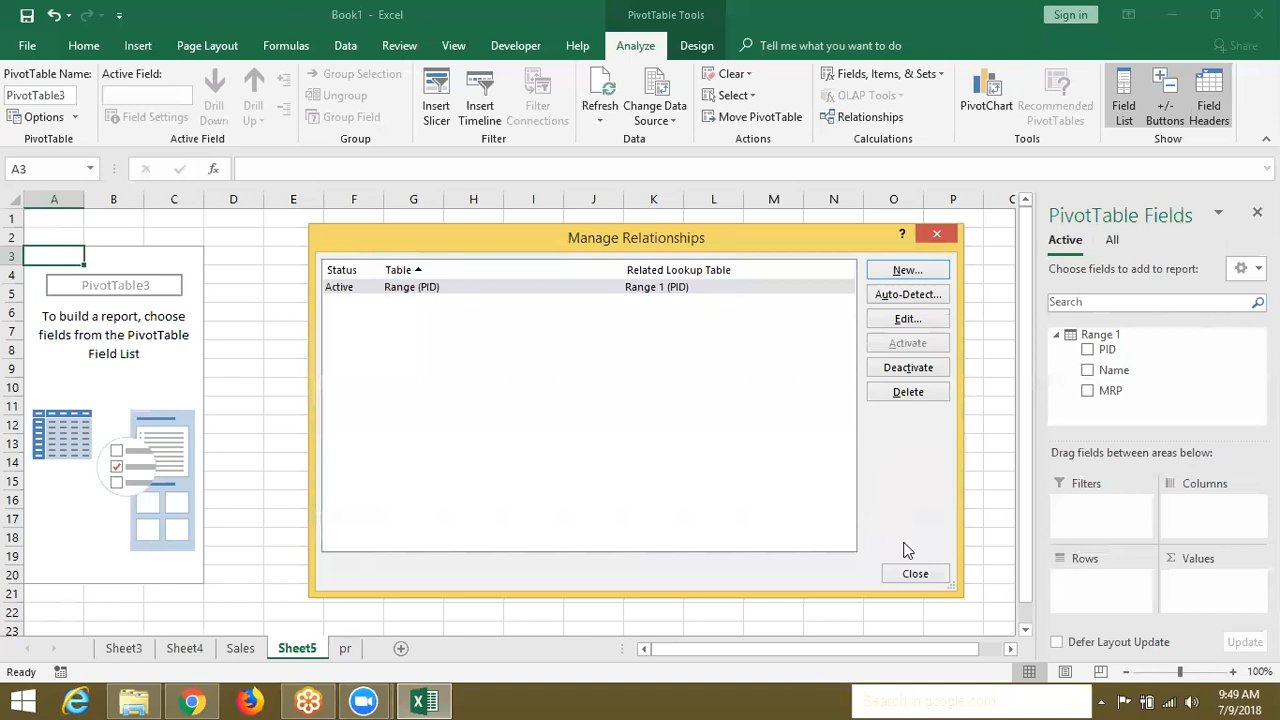 Book1 - Excel
PivotTable Tools
Sign in
File
Home
Insert
Page Layout
Formulas
Data
Review
View
Developer
Help
Analyze
Design
Tell me what you want to do
Share
PivotTable Name:
PivotTable3
Options
PivotTable
Active Field:
Field Settings
Drill Down
Drill Up
Active Field
Group Selection
Ungroup
Group Field
Group
Insert Slicer
Insert Timeline
Filter Connections
Filter
Refresh
Change Data Source
Data
Clear
Select
Move PivotTable
Actions
Fields, Items, & Sets
OLAP Tools
Relationships
Calculations
PivotChart
Recommended PivotTables
Tools
Field List
+/- Buttons
Field Headers
Show
A3
fx
A B C D E F G H I J K L M N O P
1
2
3
4
5
6
7
8
9
10
11
12
13
14
15
16
17
18
19
20
21
22
23
PivotTable3
To build a report, choose
fields from the PivotTable
Field List
Manage Relationships
?
Status Table Related Lookup Table
Active Range (PID) Range 1 (PID)
New...
Auto-Detect...
Edit...
Activate
Deactivate
Delete
Close
PivotTable Fields
Active All
Choose fields to add to report:
Search
Range 1
PID
Name
MRP
Drag fields between areas below:
Filters
Columns
Rows
Σ Values
Defer Layout Update
Update
Sheet3 Sheet4 Sales Sheet5 pr
Ready
100%
Search in google.com
9:49 AM
7/9/2018